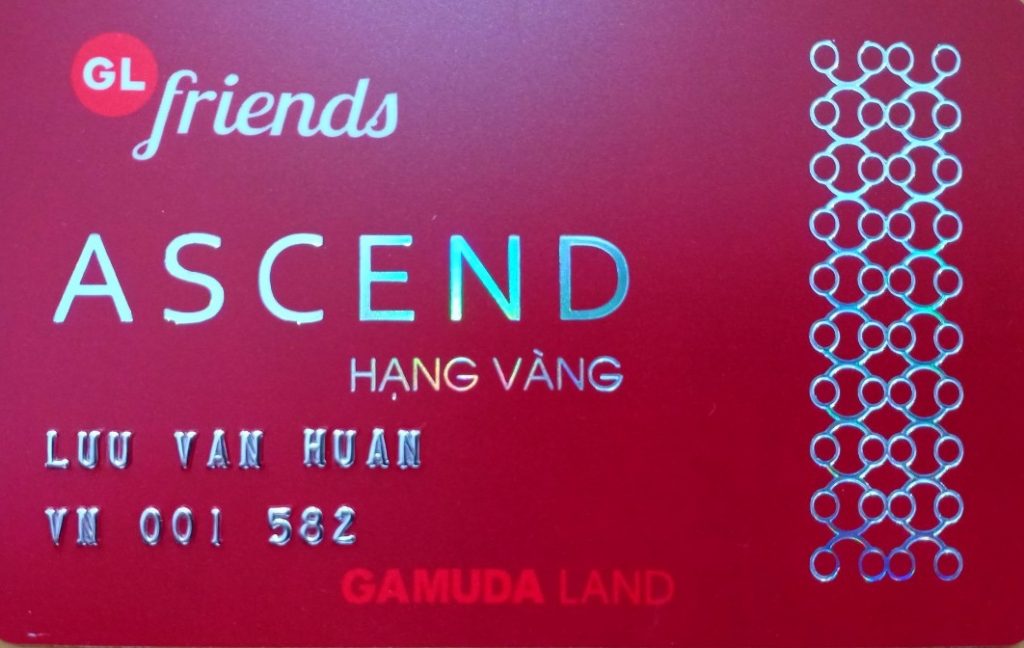 GL friends
ASCEND
HẠNG VÀNG
LUU VAN HUAN
VN 001 582
GAMUDA LAND